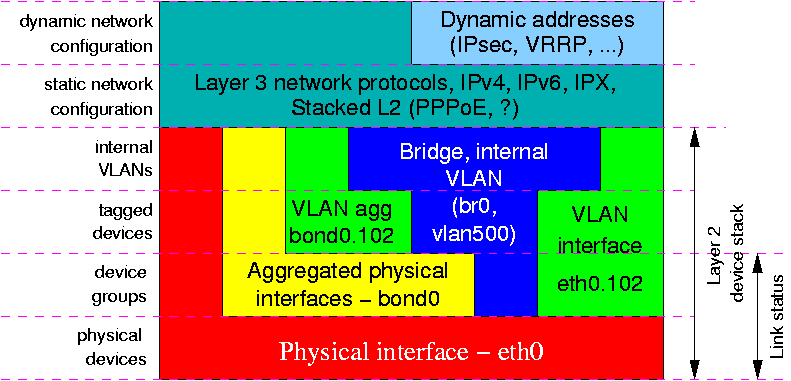 dynamic network
configuration
Dynamic addresses
(IPsec, VRRP, ...)
static network
configuration
Layer 3 network protocols, IPv4, IPv6, IPX,
Stacked L2 (PPPoE, ?)
internal
VLANs
Bridge, internal
VLAN
(br0,
vlan500)
tagged
devices
VLAN agg
bond0.102
VLAN
interface
eth0.102
device
groups
Aggregated physical
interfaces – bond0
physical
devices
Physical interface – eth0
Layer 2
device stack
Link status